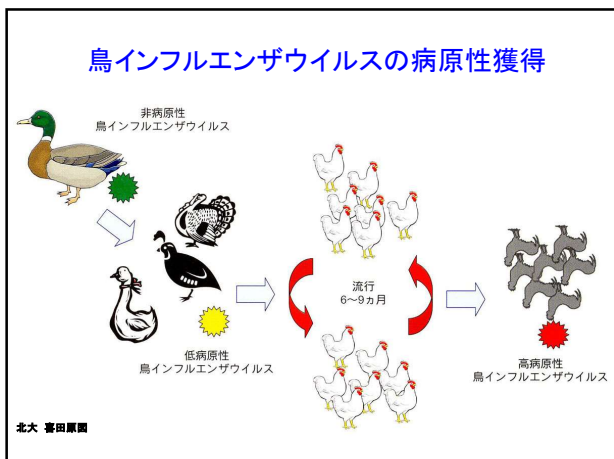 鳥インフルエンザウイルスの病原性獲得
非病原性
鳥インフルエンザウイルス
流行
6～9ヵ月
低病原性
鳥インフルエンザウイルス
高病原性
鳥インフルエンザウイルス
北大 喜田原図